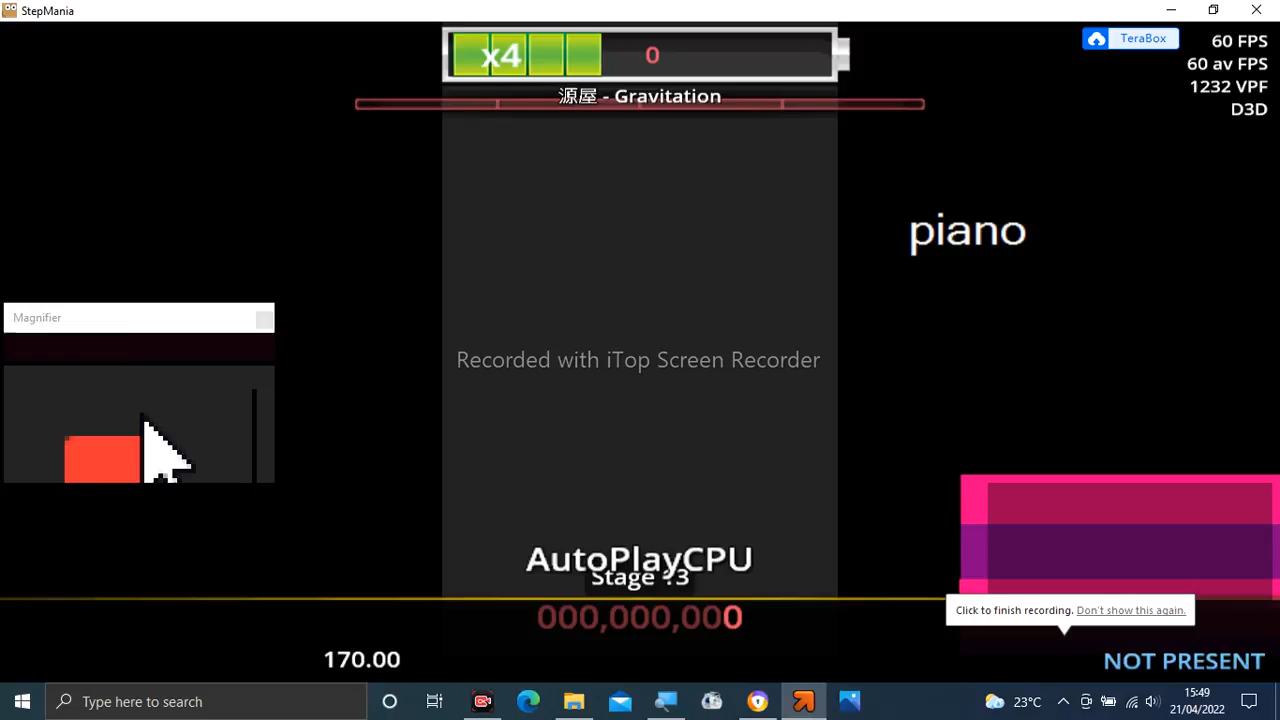 StepMania
x4
0
TeraBox
60 FPS
60 av FPS
1232 VPF
D3D
源屋 - Gravitation
piano
Magnifier
Recorded with iTop Screen Recorder
AutoPlayCPU
000,000,000
Click to finish recording. Don't show this again.
170.00
NOT PRESENT
Type here to search
23°C
15:49
21/04/2022